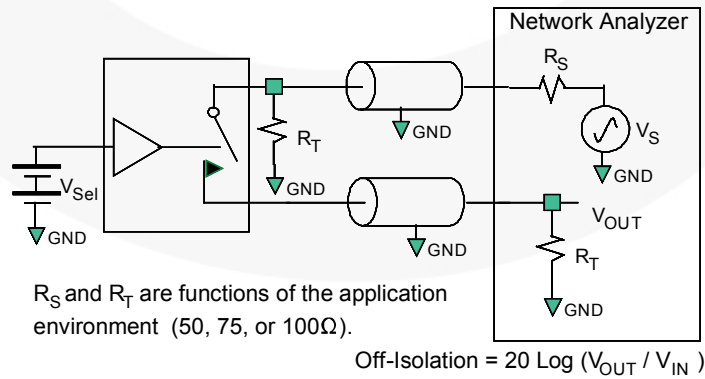 Network Analyzer
R_S
GND
V_S
R_T
V_Sel
GND
GND
GND
V_OUT
GND
GND
R_T
GND
R_S and R_T are functions of the application
environment (50, 75, or 100Ω).
Off-Isolation = 20 Log (V_OUT / V_IN )